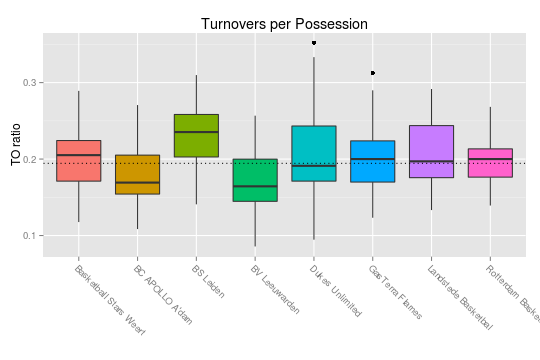 Turnovers per Possession
TO ratio
0.3
0.2
0.1
Basketball Stars Weert
BC APOLLO A'dam
BS Leiden
BV Leeuwarden
Dukes Unlimited
GasTerra Flames
Landstede Basketbal
Rotterdam Baske